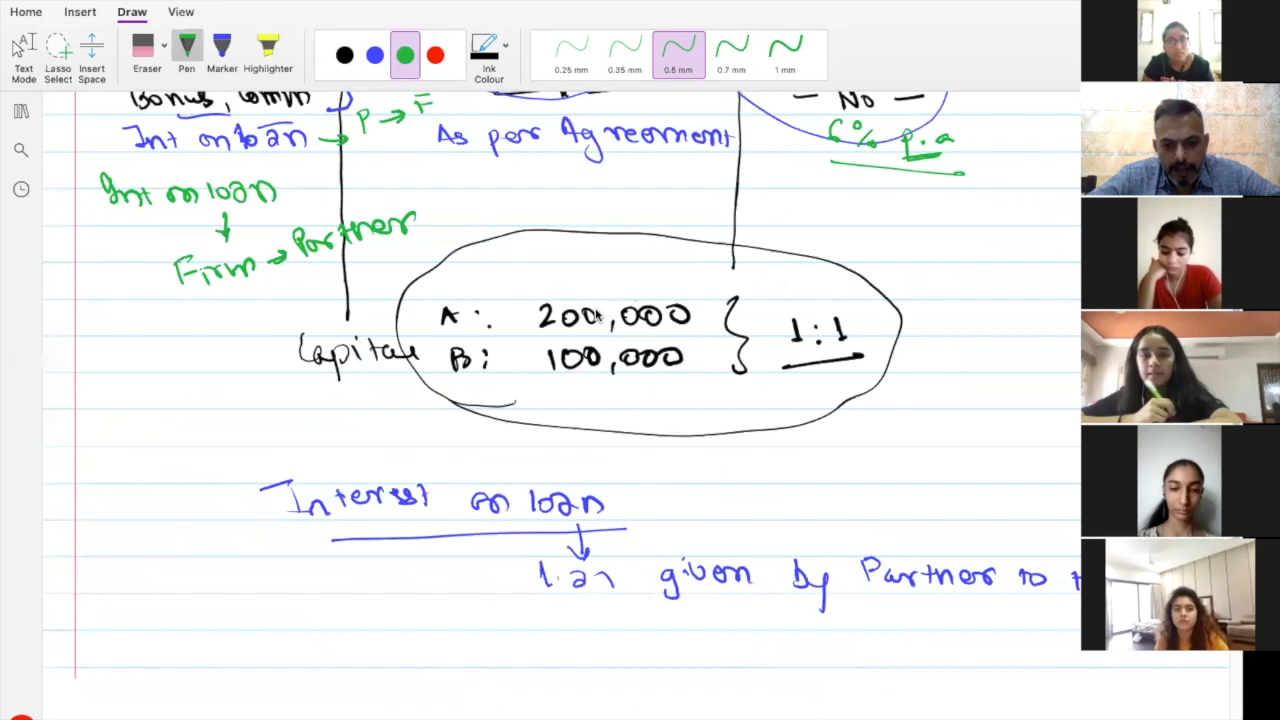 Home Insert Draw View
Text Mode
Lasso Select
Insert Space
Eraser
Pen
Marker
Highlighter
Ink Colour
0.25 mm
0.35 mm
0.5 mm
0.7 mm
1 mm
Bonus, comm
— No —
Int on loan → P → F
As per Agreement
6% p.a
Int on loan
↓
Firm → Partner
A : 200,000
B : 100,000
} 1:1
Capital
Interest on loan
↓
given by Partner to